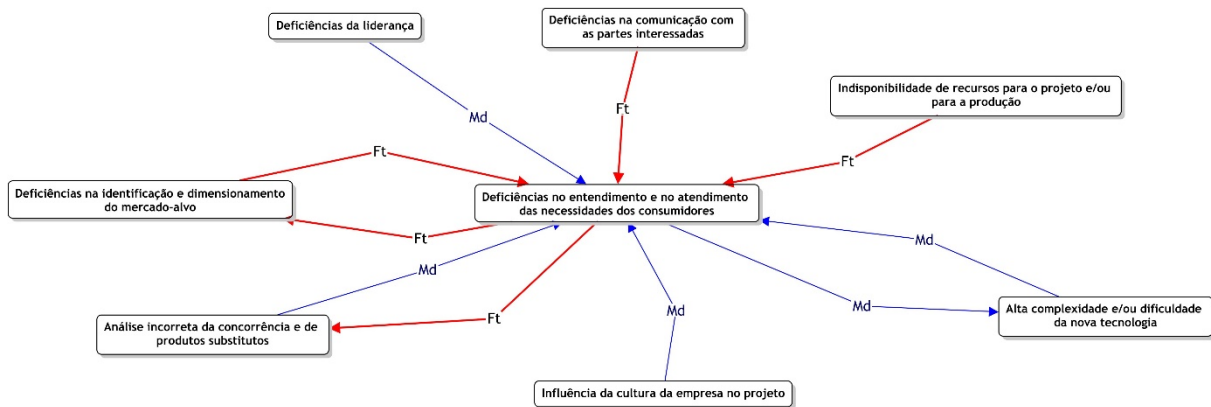 Deficiências da liderança
Deficiências na comunicação com
as partes interessadas
Indisponibilidade de recursos para o projeto e/ou
para a produção
Md
Ft
Ft
Ft
Deficiências na identificação e dimensionamento
do mercado-alvo
Deficiências no entendimento e no atendimento
das necessidades dos consumidores
Ft
Md
Md
Md
Md
Ft
Análise incorreta da concorrência e de
produtos substitutos
Alta complexidade e/ou dificuldade
da nova tecnologia
Influência da cultura da empresa no projeto